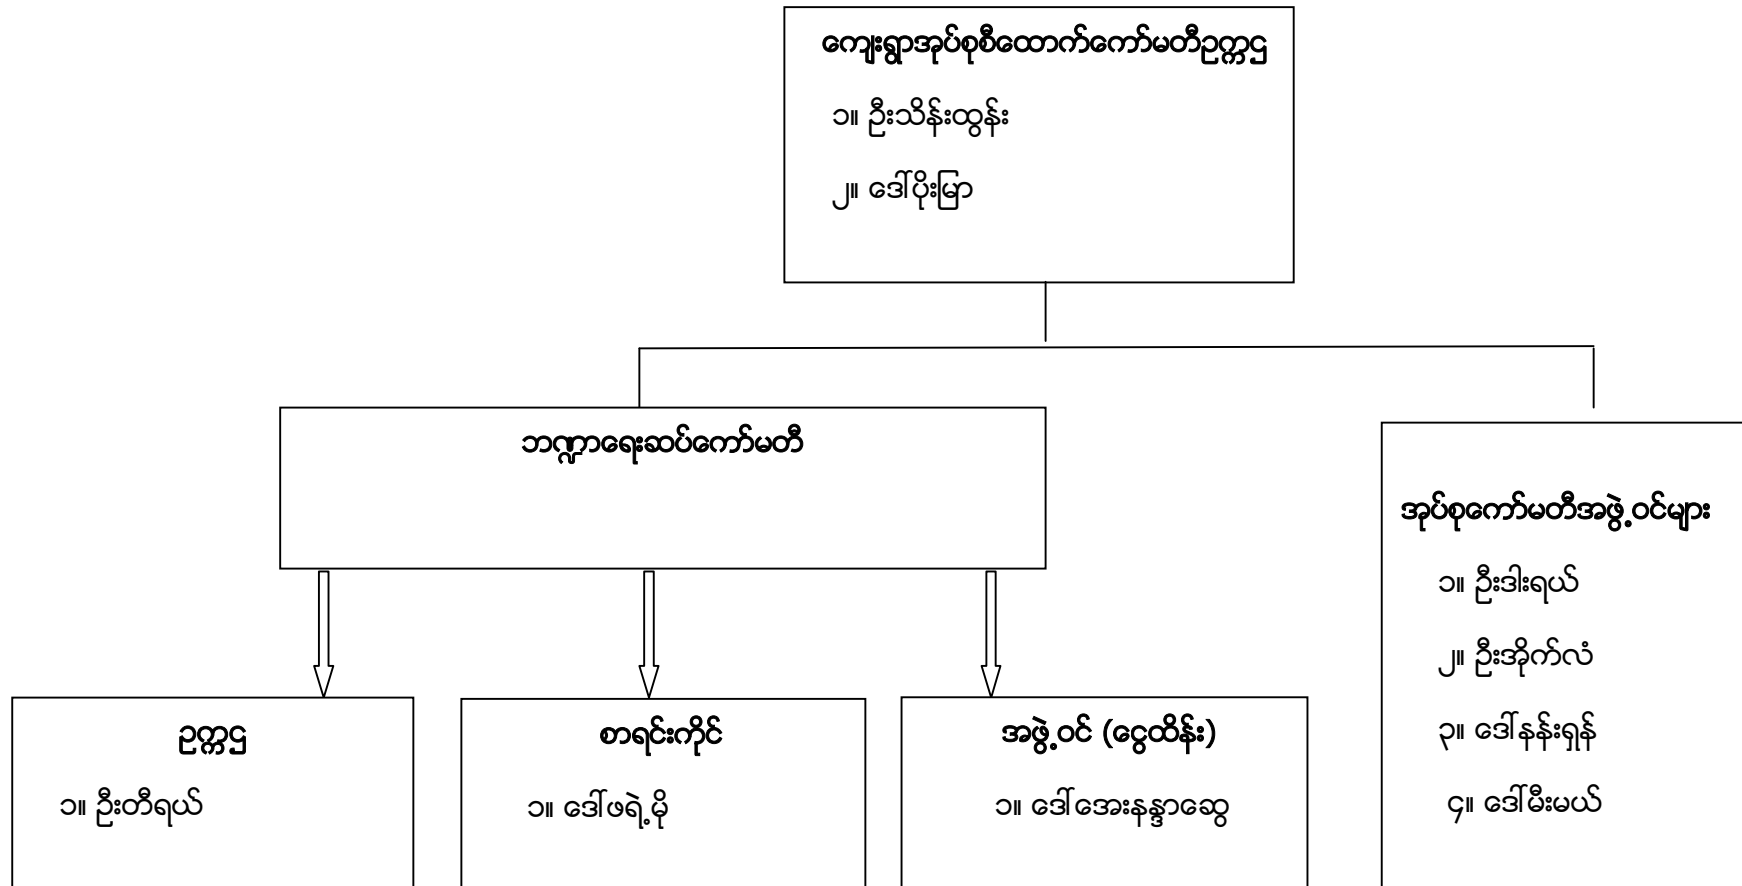 ကျေးရွာအုပ်စုစီထောက်ကော်မတီဥက္ကဌ
၁။ ဦးသိန်းထွန်း
၂။ ဒေါ်ပိုးမြာ
ဘဏ္ဍာရေးဆပ်ကော်မတီ
အုပ်စုကော်မတီအဖွဲ့ဝင်များ
၁။ ဦးဒါးရယ်
၂။ ဦးအိုက်လံ
၃။ ဒေါ်နန်းရှန်
၄။ ဒေါ်မီးမယ်
ဥက္ကဌ
၁။ ဦးတီရယ်
စာရင်းကိုင်
၁။ ဒေါ်ဖရဲ့မို
အဖွဲ့ဝင် (ငွေထိန်း)
၁။ ဒေါ်အေးနန္ဒာဆွေ